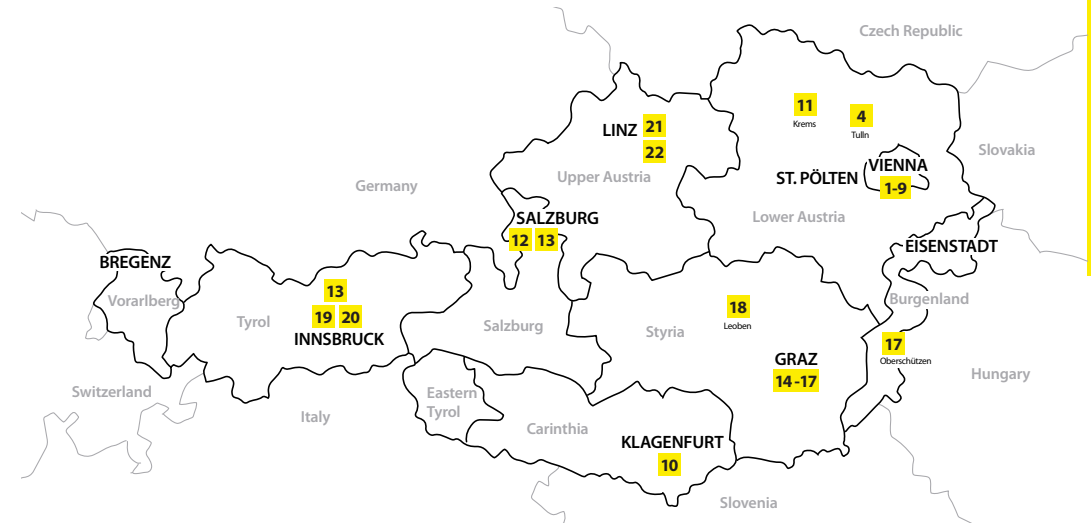 Czech Republic
11
Krems
4
Tulln
LINZ 21
22
Slovakia
VIENNA
1-9
ST. PÖLTEN
Upper Austria
Germany
Lower Austria
SALZBURG
12 13
EISENSTADT
BREGENZ
Vorarlberg
13
19 20
INNSBRUCK
Tyrol
Salzburg
18
Leoben
Styria
Burgenland
17
Oberschützen
GRAZ
14-17
Hungary
Switzerland
Italy
Eastern
Tyrol
Carinthia
KLAGENFURT
10
Slovenia